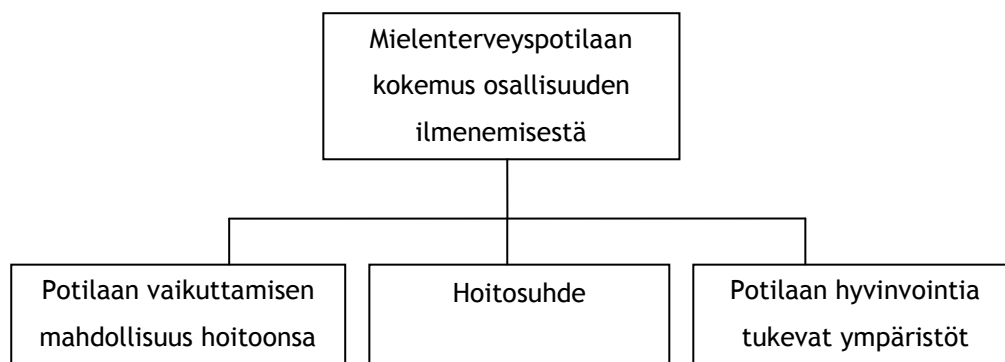 Mielenterveyspotilaan
kokemus osallisuuden
ilmenemisestä
Potilaan vaikuttamisen
mahdollisuus hoitoonsa
Hoitosuhde
Potilaan hyvinvointia
tukevat ympäristöt